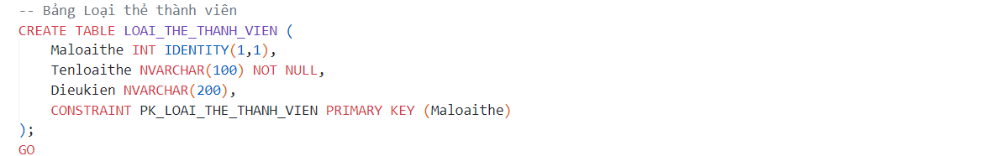 -- Bảng Loại thẻ thành viên
CREATE TABLE LOAI_THE_THANH_VIEN (
    Maloaithe INT IDENTITY(1,1),
    Tenloaithe NVARCHAR(100) NOT NULL,
    Dieukien NVARCHAR(200),
    CONSTRAINT PK_LOAI_THE_THANH_VIEN PRIMARY KEY (Maloaithe)
);
GO